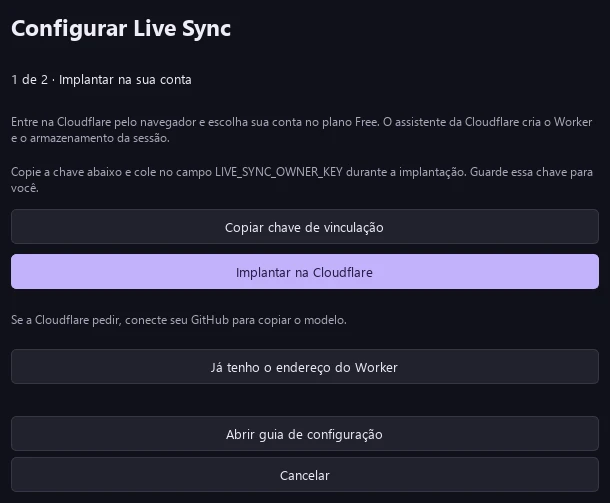 Configurar Live Sync
1 de 2 · Implantar na sua conta
Entre na Cloudflare pelo navegador e escolha sua conta no plano Free. O assistente da Cloudflare cria o Worker
e o armazenamento da sessão.
Copie a chave abaixo e cole no campo LIVE_SYNC_OWNER_KEY durante a implantação. Guarde essa chave para
você.
Copiar chave de vinculação
Implantar na Cloudflare
Se a Cloudflare pedir, conecte seu GitHub para copiar o modelo.
Já tenho o endereço do Worker
Abrir guia de configuração
Cancelar